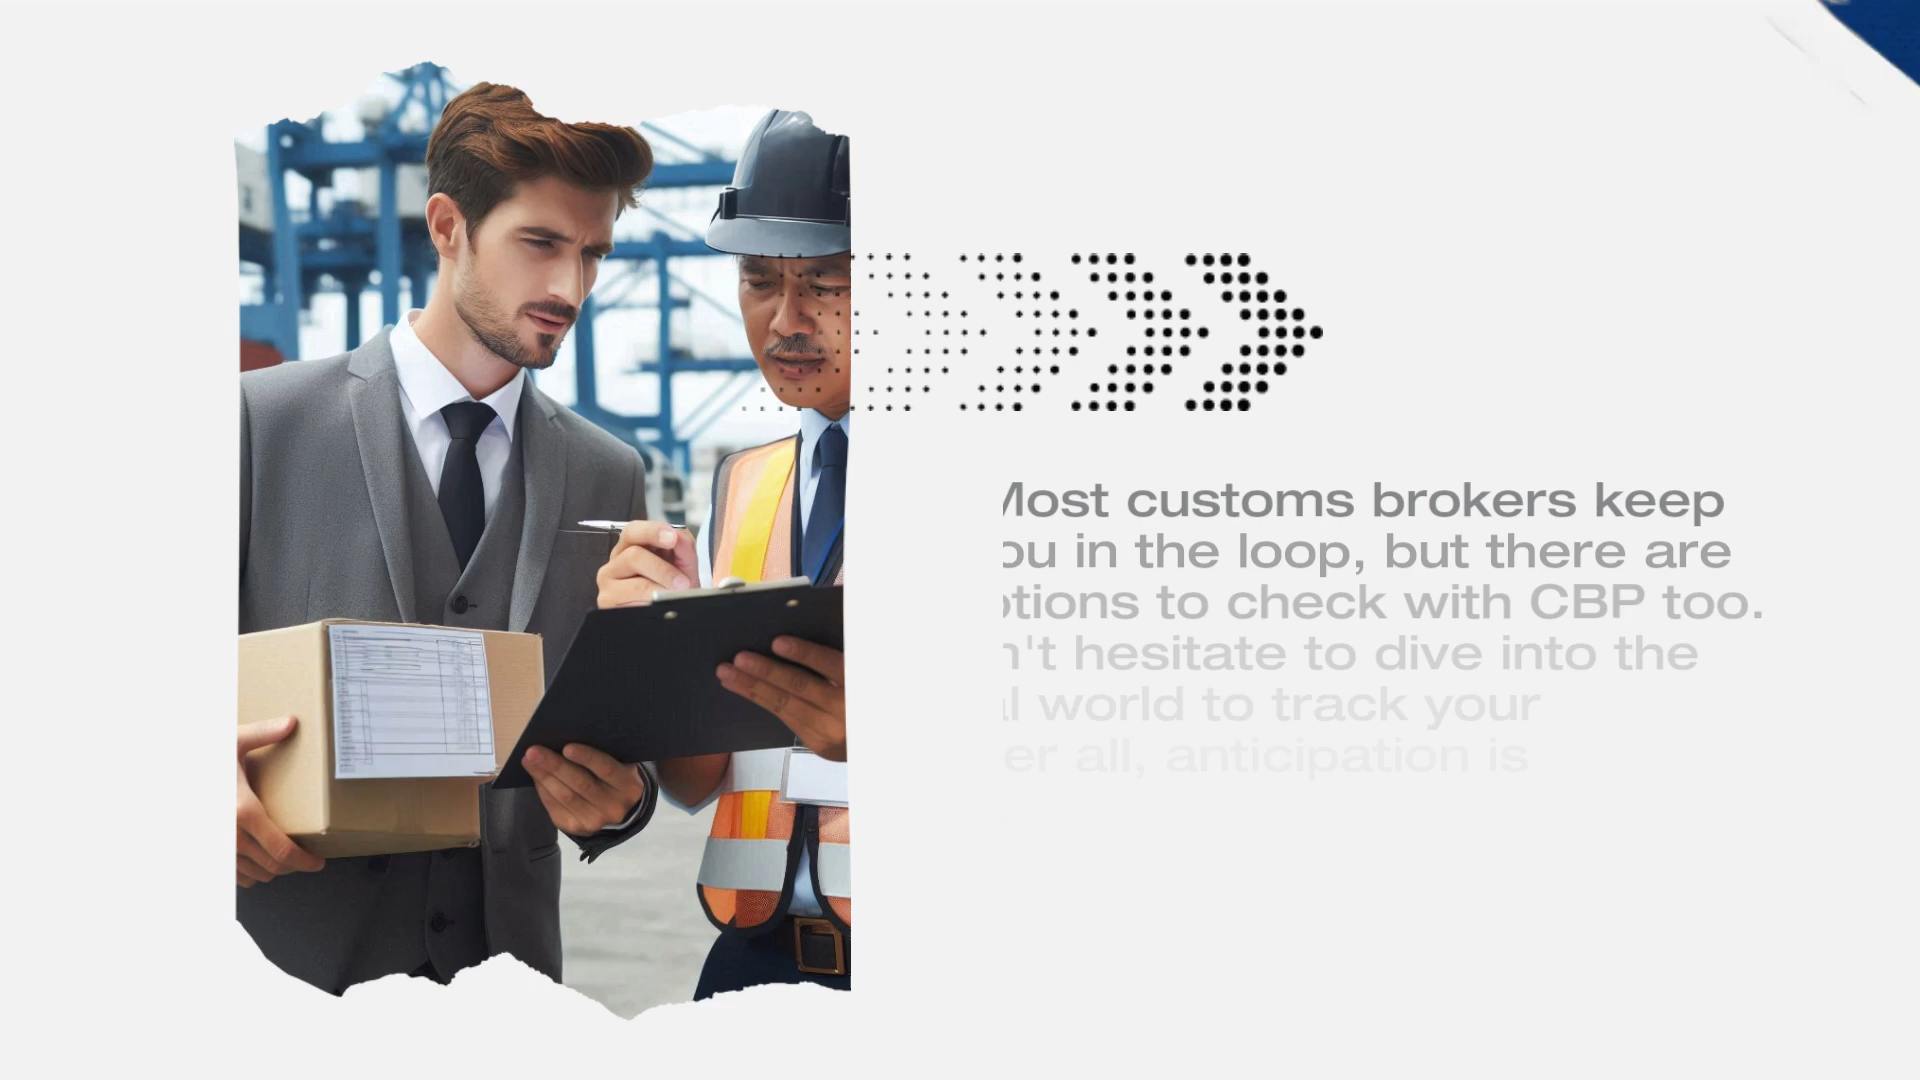 Most customs brokers keep
ou in the loop, but there are
otions to check with CBP too.
n't hesitate to dive into the
l world to track your
er all, anticipation is